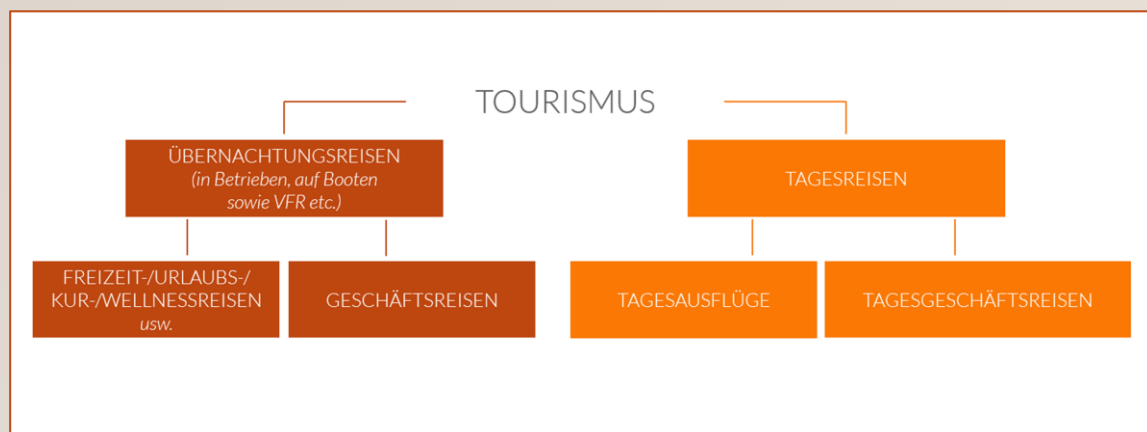 TOURISMUS
ÜBERNACHTUNGSREISEN
(in Betrieben, auf Booten
sowie VFR etc.)
TAGESREISEN
FREIZEIT-/URLAUBS-/
KUR-/WELLNESSREISEN
usw.
GESCHÄFTSREISEN
TAGESAUSFLÜGE
TAGESGESCHÄFTSREISEN